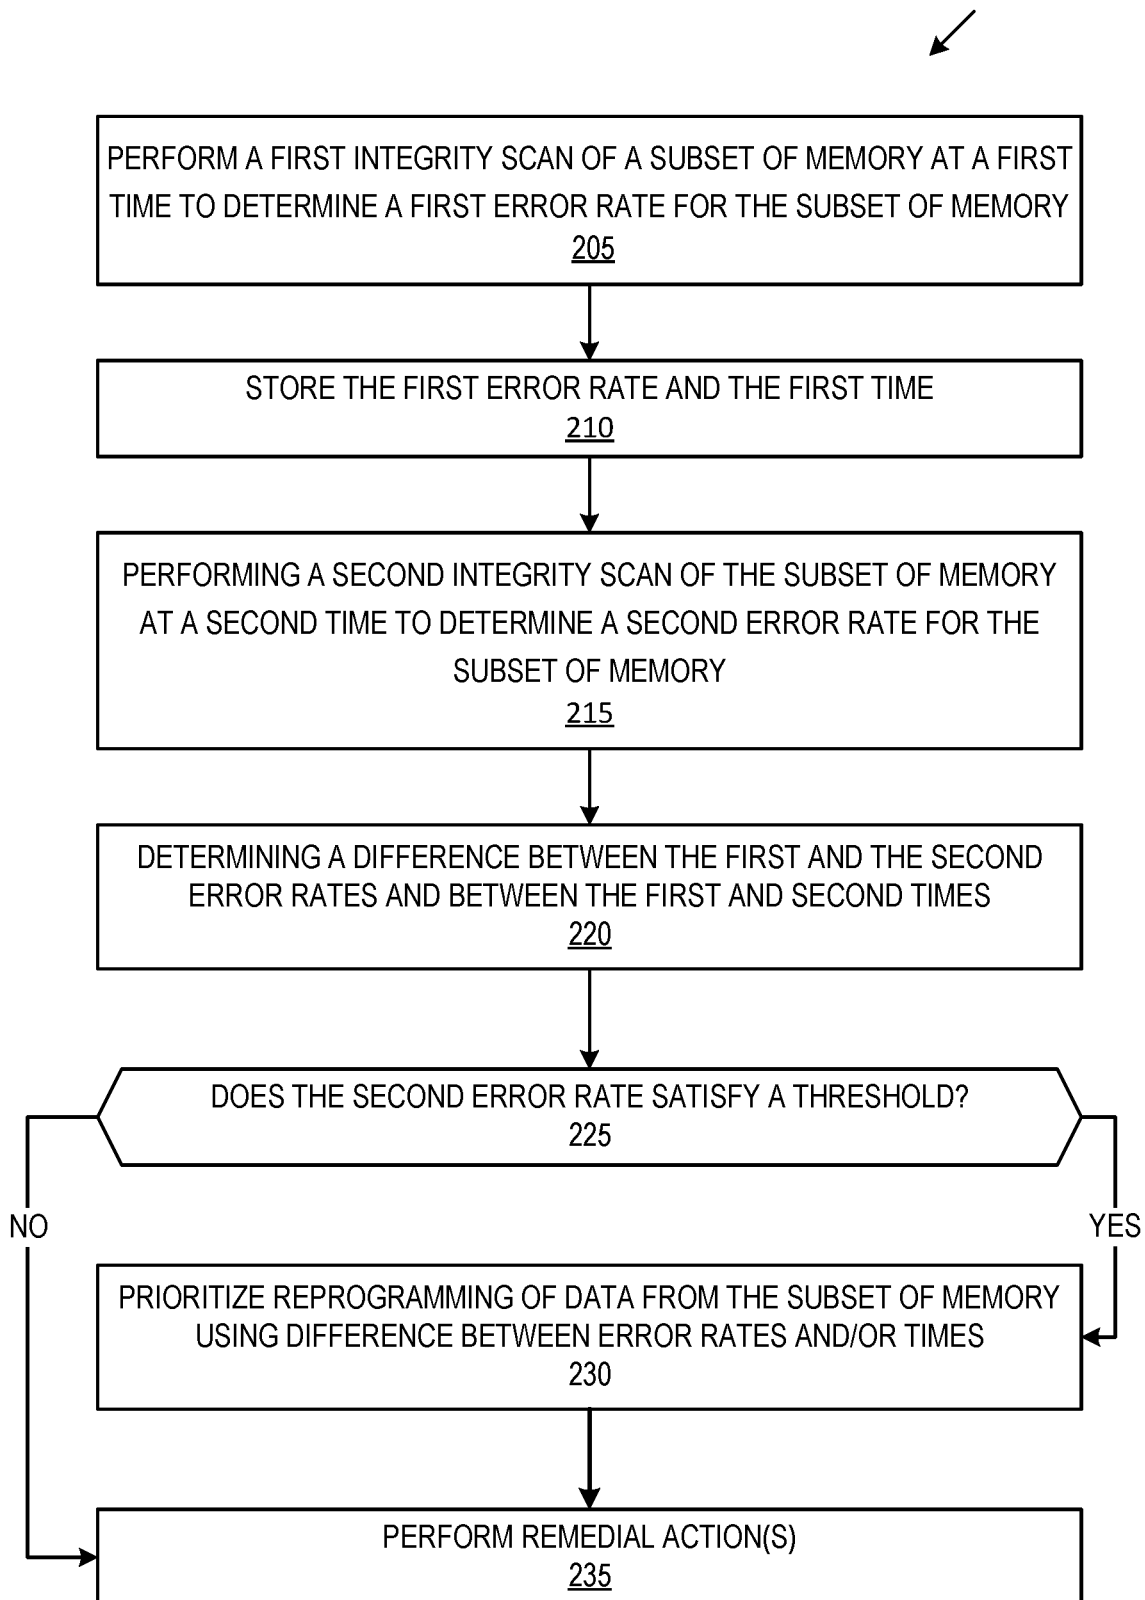 PERFORM A FIRST INTEGRITY SCAN OF A SUBSET OF MEMORY AT A FIRST
TIME TO DETERMINE A FIRST ERROR RATE FOR THE SUBSET OF MEMORY
205
STORE THE FIRST ERROR RATE AND THE FIRST TIME
210
PERFORMING A SECOND INTEGRITY SCAN OF THE SUBSET OF MEMORY
AT A SECOND TIME TO DETERMINE A SECOND ERROR RATE FOR THE
SUBSET OF MEMORY
215
DETERMINING A DIFFERENCE BETWEEN THE FIRST AND THE SECOND
ERROR RATES AND BETWEEN THE FIRST AND SECOND TIMES
220
DOES THE SECOND ERROR RATE SATISFY A THRESHOLD?
225
NO
YES
PRIORITIZE REPROGRAMMING OF DATA FROM THE SUBSET OF MEMORY
USING DIFFERENCE BETWEEN ERROR RATES AND/OR TIMES
230
PERFORM REMEDIAL ACTION(S)
235